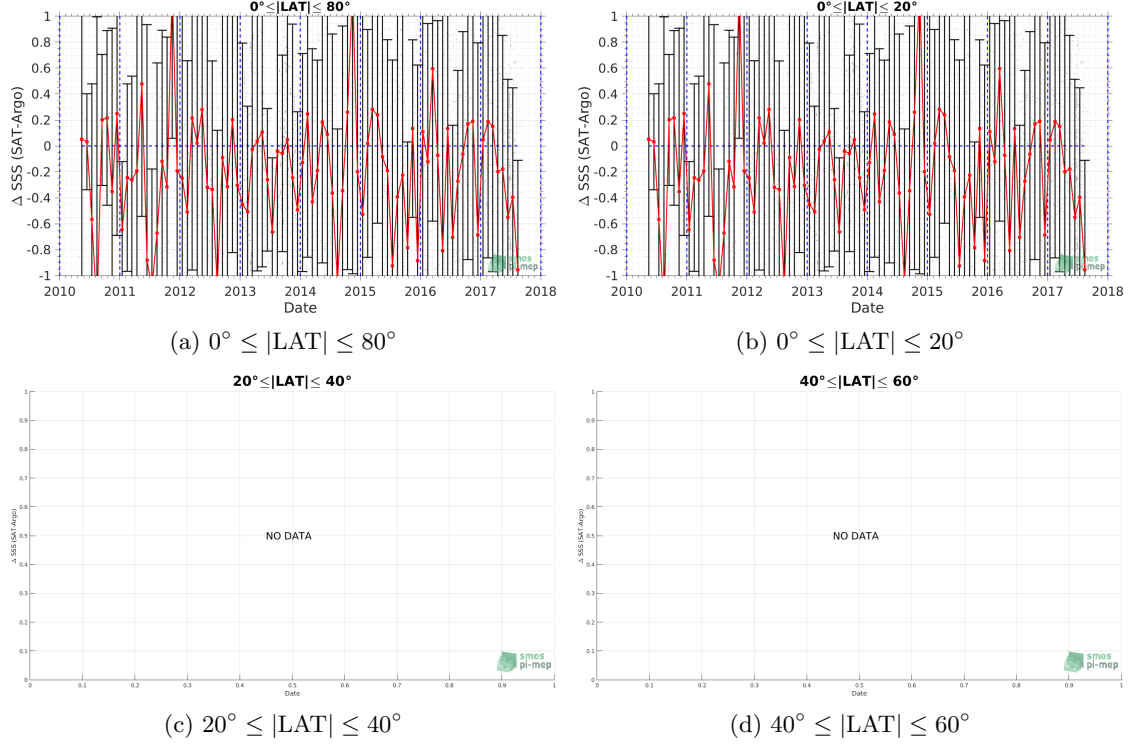 0°≤|LAT|≤ 80°
Δ SSS (SAT-Argo)
1
0.8
0.6
0.4
0.2
0
-0.2
-0.4
-0.6
-0.8
-1
2010 2011 2012 2013 2014 2015 2016 2017 2018
Date
smos
pi-mep
(a) 0° ≤ |LAT| ≤ 80°
0°≤|LAT|≤ 20°
Δ SSS (SAT-Argo)
1
0.8
0.6
0.4
0.2
0
-0.2
-0.4
-0.6
-0.8
-1
2010 2011 2012 2013 2014 2015 2016 2017 2018
Date
smos
pi-mep
(b) 0° ≤ |LAT| ≤ 20°
20°≤|LAT|≤ 40°
Δ SSS (SAT-Argo)
1
0.9
0.8
0.7
0.6
0.5
0.4
0.3
0.2
0.1
0
NO DATA
smos
pi-mep
0 0.1 0.2 0.3 0.4 0.5 0.6 0.7 0.8 0.9 1
Date
(c) 20° ≤ |LAT| ≤ 40°
40°≤|LAT|≤ 60°
Δ SSS (SAT-Argo)
1
0.9
0.8
0.7
0.6
0.5
0.4
0.3
0.2
0.1
0
NO DATA
smos
pi-mep
0 0.1 0.2 0.3 0.4 0.5 0.6 0.7 0.8 0.9 1
Date
(d) 40° ≤ |LAT| ≤ 60°